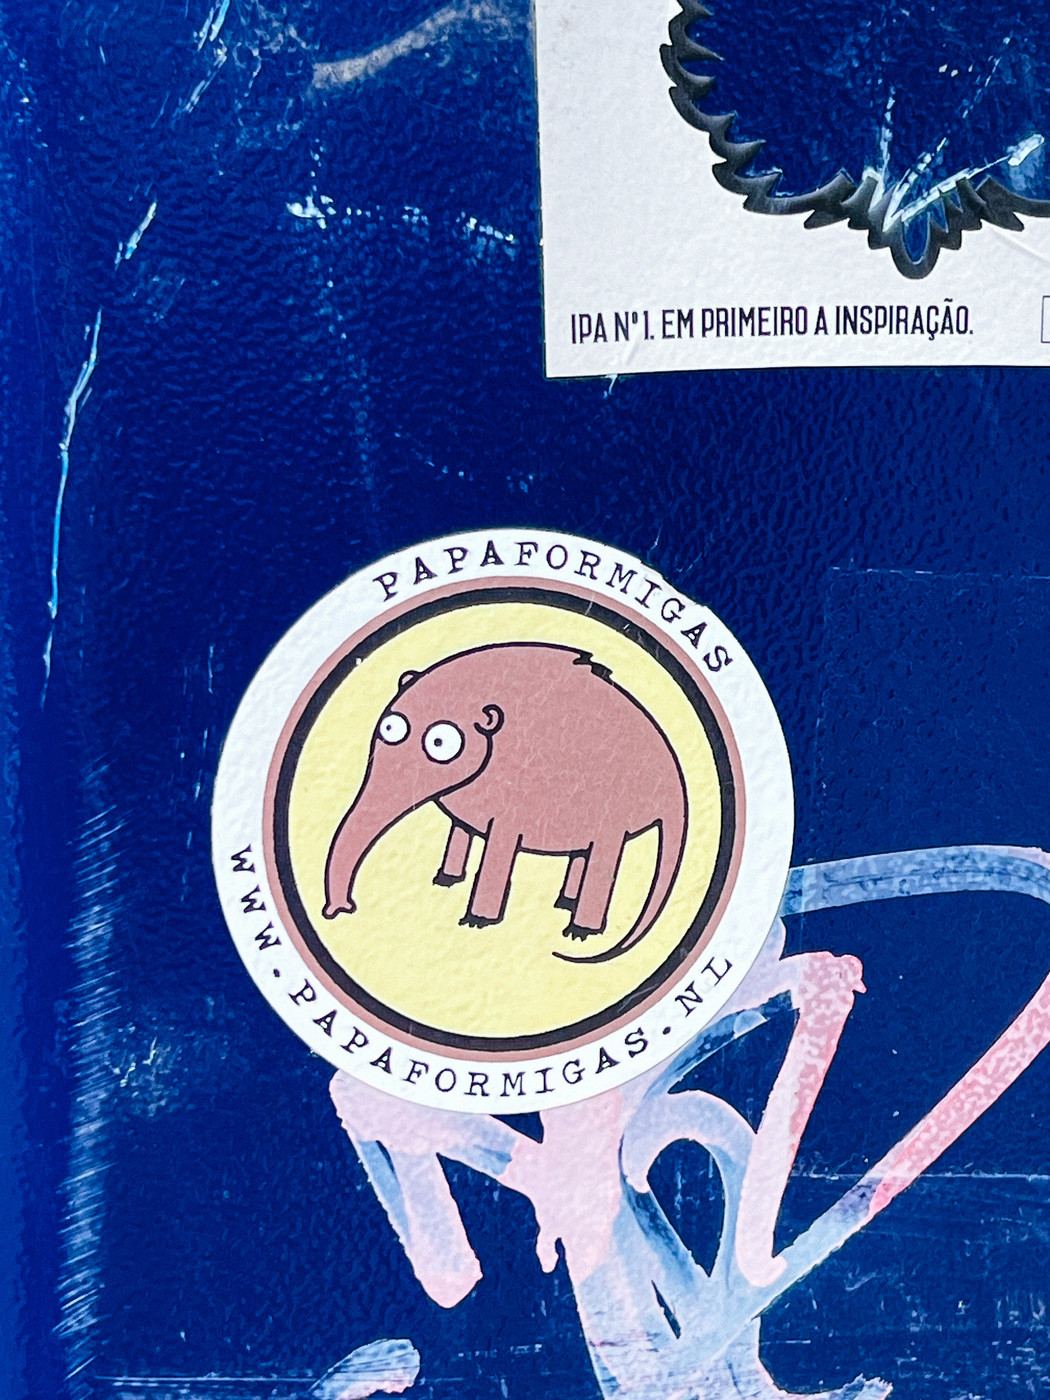 IPA Nº1. EM PRIMEIRO A INSPIRAÇÃO.
PAPAFORMIGAS
WWW.PAPAFORMIGAS.NL